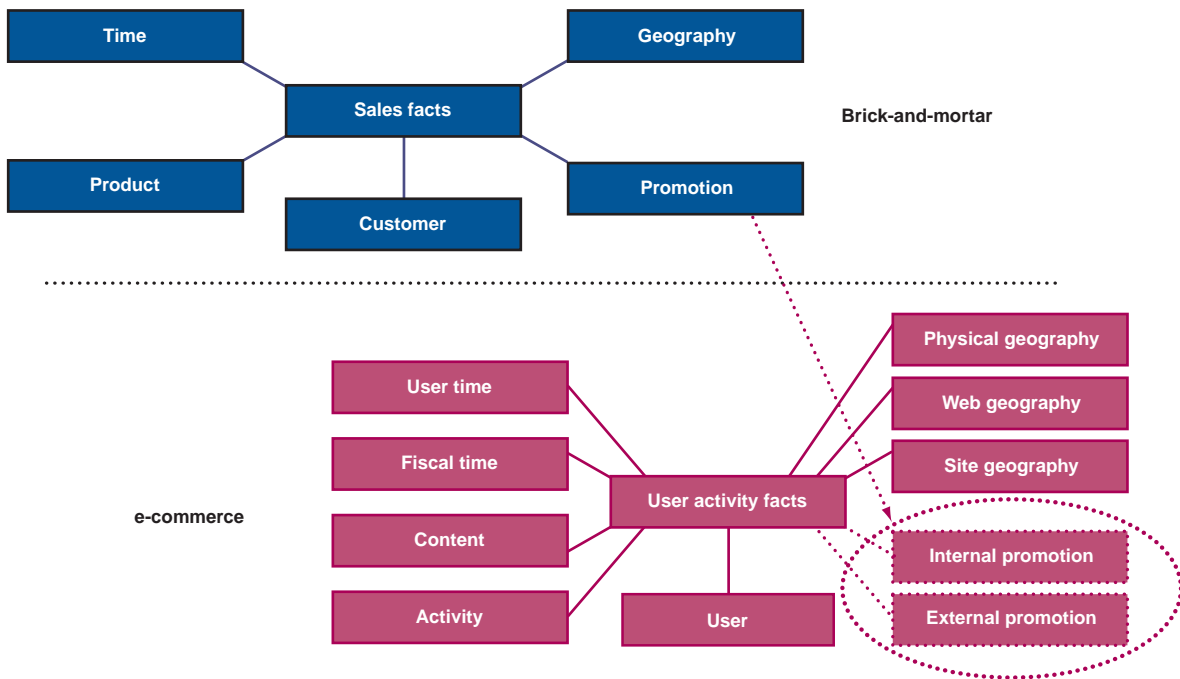 Time
Geography
Sales facts
Brick-and-mortar
Product
Promotion
Customer
Physical geography
User time
Web geography
Fiscal time
Site geography
User activity facts
e-commerce
Content
Internal promotion
Activity
User
External promotion